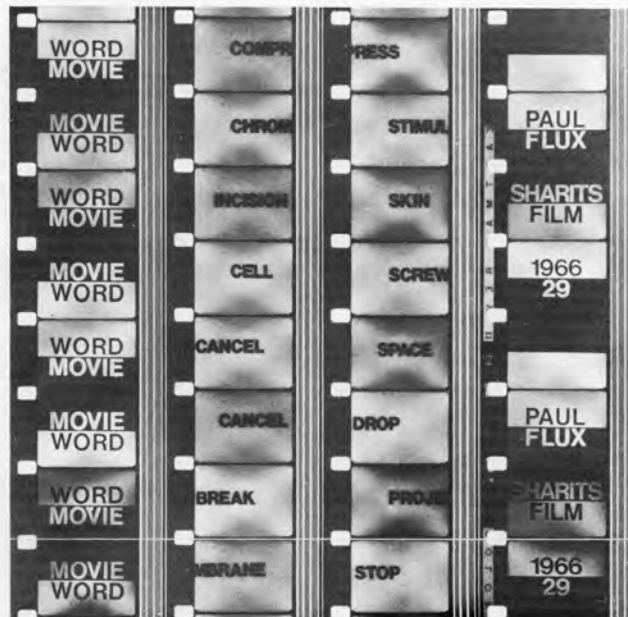 WORD
MOVIE
MOVIE
WORD
WORD
MOVIE
MOVIE
WORD
WORD
MOVIE
MOVIE
WORD
WORD
MOVIE
MOVIE
WORD
COMPR
CHROM
INCISION
CELL
CANCEL
CANCEL
BREAK
MBRANE
PRESS
STIMUL
SKIN
SCREW
SPACE
DROP
PROJE
STOP
PAUL
FLUX
SHARITS
FILM
1966
29
PAUL
FLUX
SHARITS
FILM
1966
29